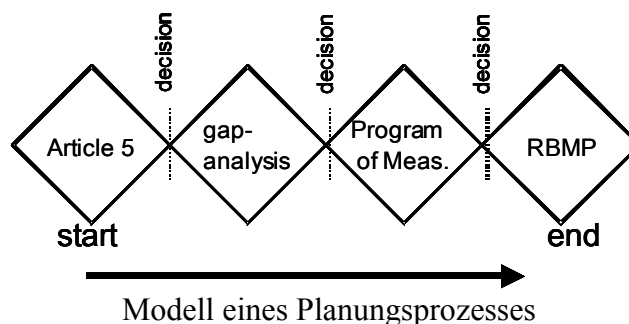 decision
decision
decision
Article 5
gap-
analysis
Program
of Meas.
RBMP
start
end
Modell eines Planungsprozesses